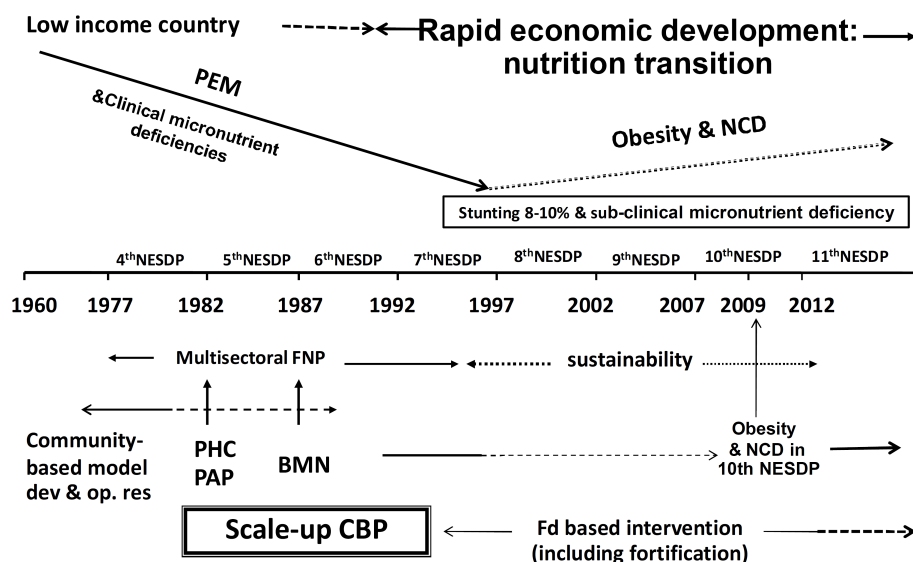 Low income country
Rapid economic development:
nutrition transition
PEM
&Clinical micronutrient
deficiencies
Obesity & NCD
Stunting 8-10% & sub-clinical micronutrient deficiency
4thNESDP 5thNESDP 6thNESDP 7thNESDP 8thNESDP 9thNESDP 10thNESDP 11thNESDP
1960 1977 1982 1987 1992 1997 2002 2007 2009 2012
Multisectoral FNP
sustainability
Community-
based model
dev & op. res
PHC
PAP
BMN
Obesity
& NCD in
10th NESDP
Scale-up CBP
Fd based intervention
(including fortification)